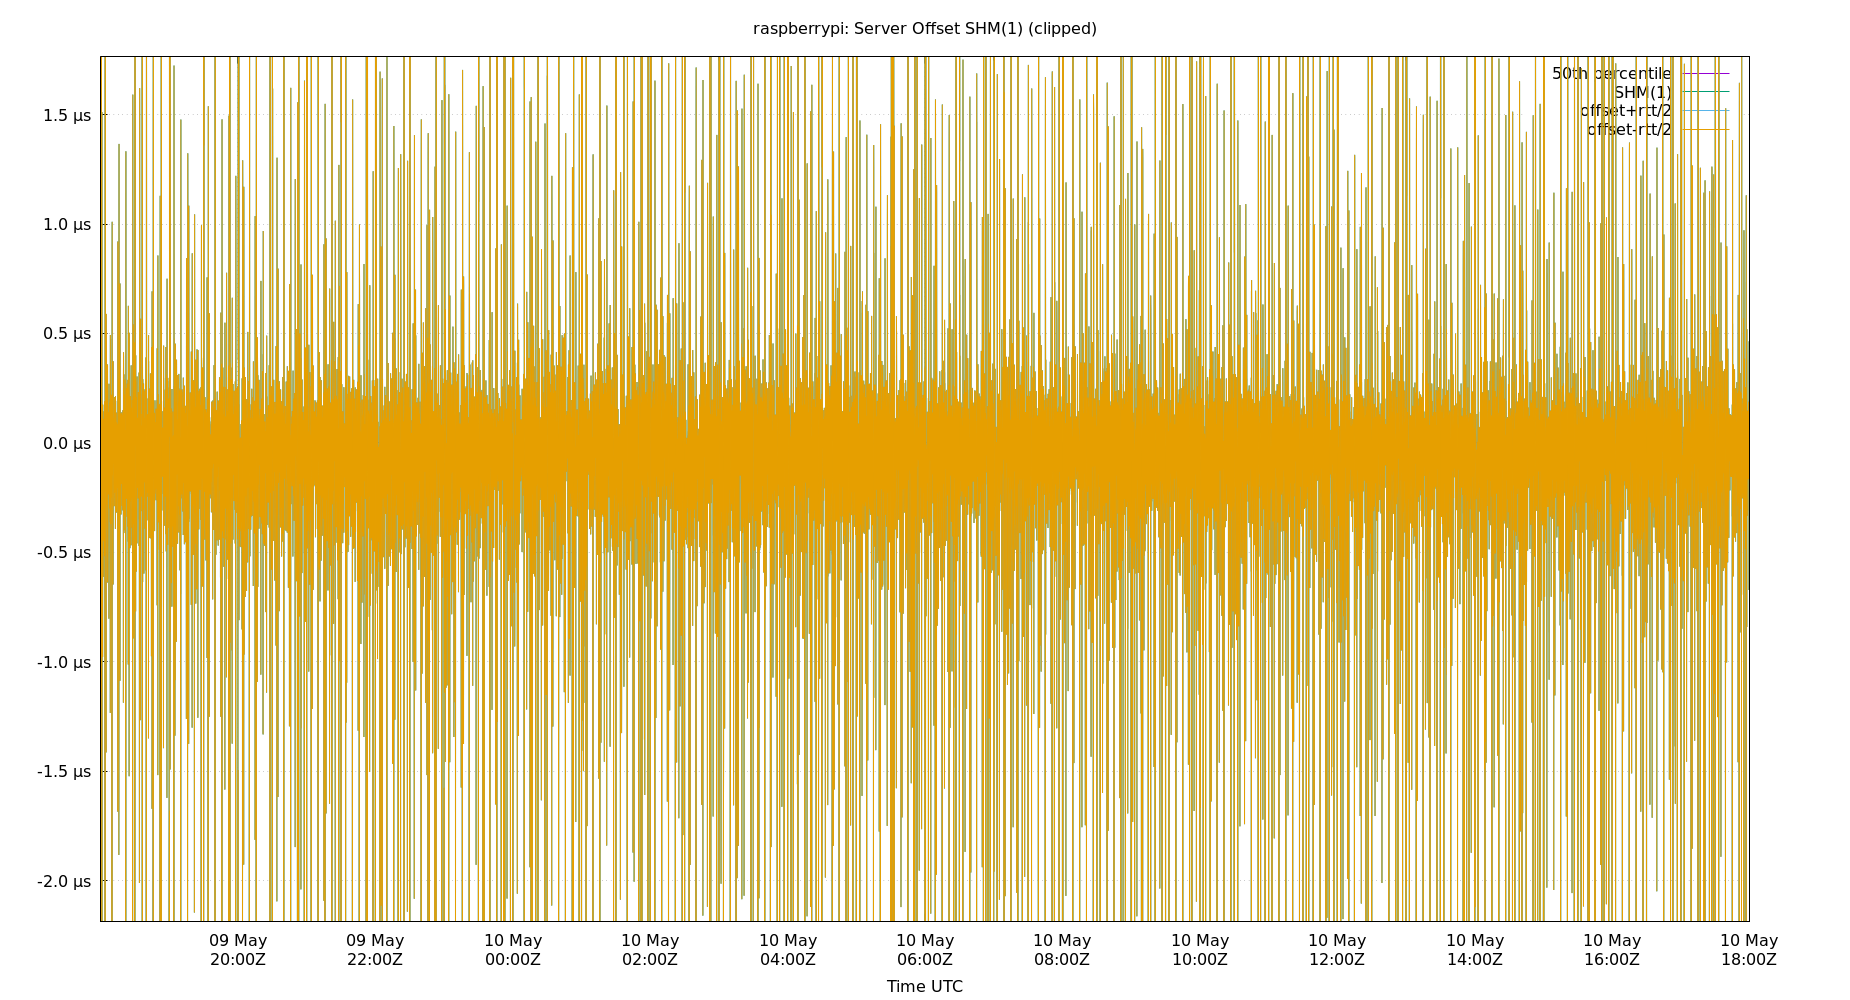 raspberrypi: Server Offset SHM(1) (clipped)
50th percentile
SHM(1)
offset+rtt/2
offset-rtt/2
1.5 µs
1.0 µs
0.5 µs
0.0 µs
-0.5 µs
-1.0 µs
-1.5 µs
-2.0 µs
09 May 09 May 10 May 10 May 10 May 10 May 10 May 10 May 10 May 10 May 10 May 10 May
20:00Z 22:00Z 00:00Z 02:00Z 04:00Z 06:00Z 08:00Z 10:00Z 12:00Z 14:00Z 16:00Z 18:00Z
Time UTC